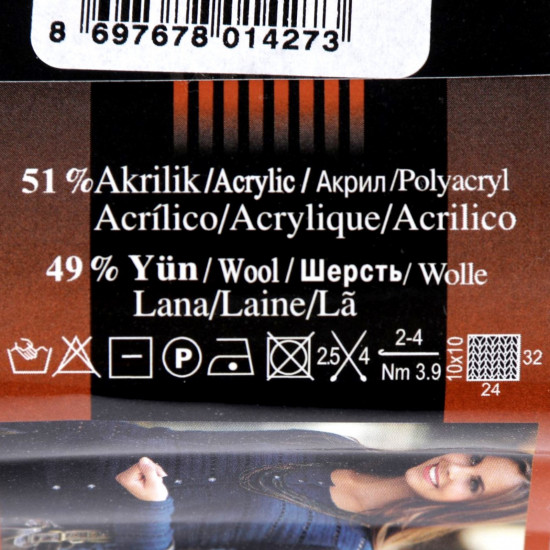 8 697678 014273
51 % Akrilik/Acrylic/Акрил/Polyacryl
Acrílico/Acrylique/Acrilico
49 % Yün/Wool/Шерсть/Wolle
Lana/Laine/Lã
P 2.5 4 2-4 Nm 3.9 10x10 32 24